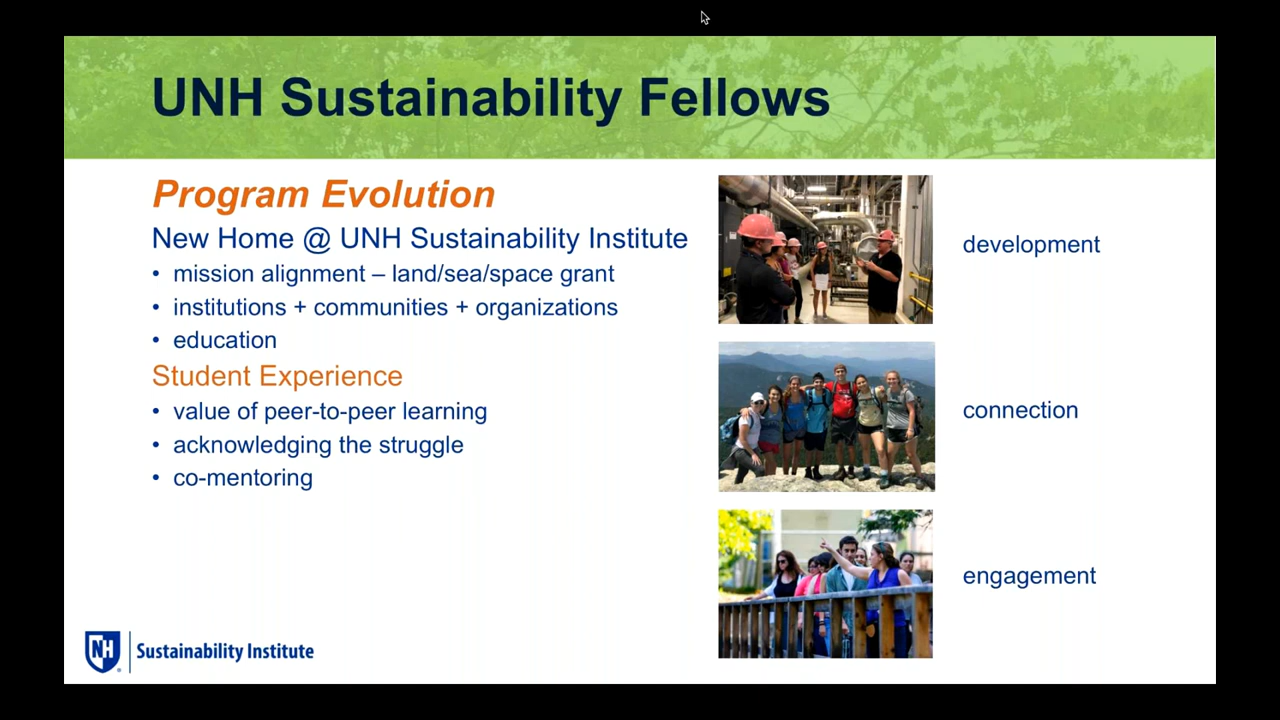 UNH Sustainability Fellows
Program Evolution
New Home @ UNH Sustainability Institute
• mission alignment – land/sea/space grant
• institutions + communities + organizations
• education
Student Experience
• value of peer-to-peer learning
• acknowledging the struggle
• co-mentoring
development
connection
engagement
NH
Sustainability Institute